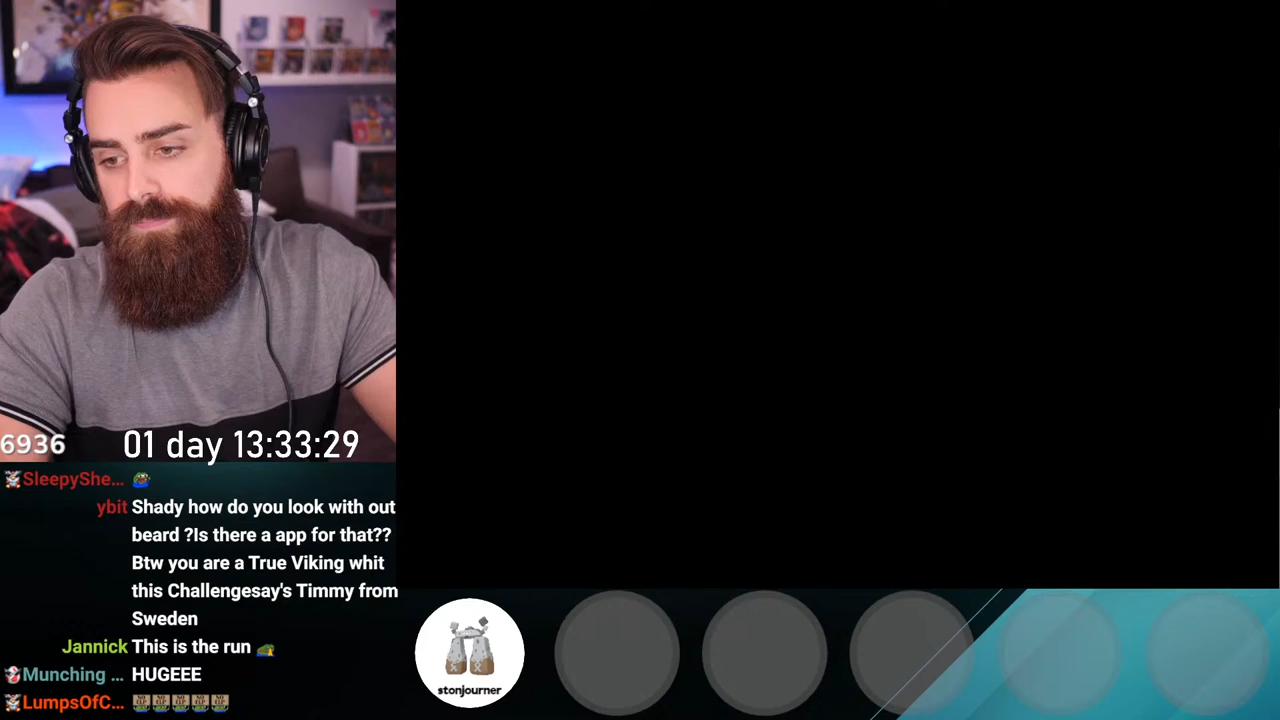 6936
01 day 13:33:29
SleepyShe...
ybit Shady how do you look with out
beard ?Is there a app for that??
Btw you are a True Viking whit
this Challengesay's Timmy from
Sweden
Jannick This is the run
Munching ... HUGEEE
LumpsOfC...
stonjourner